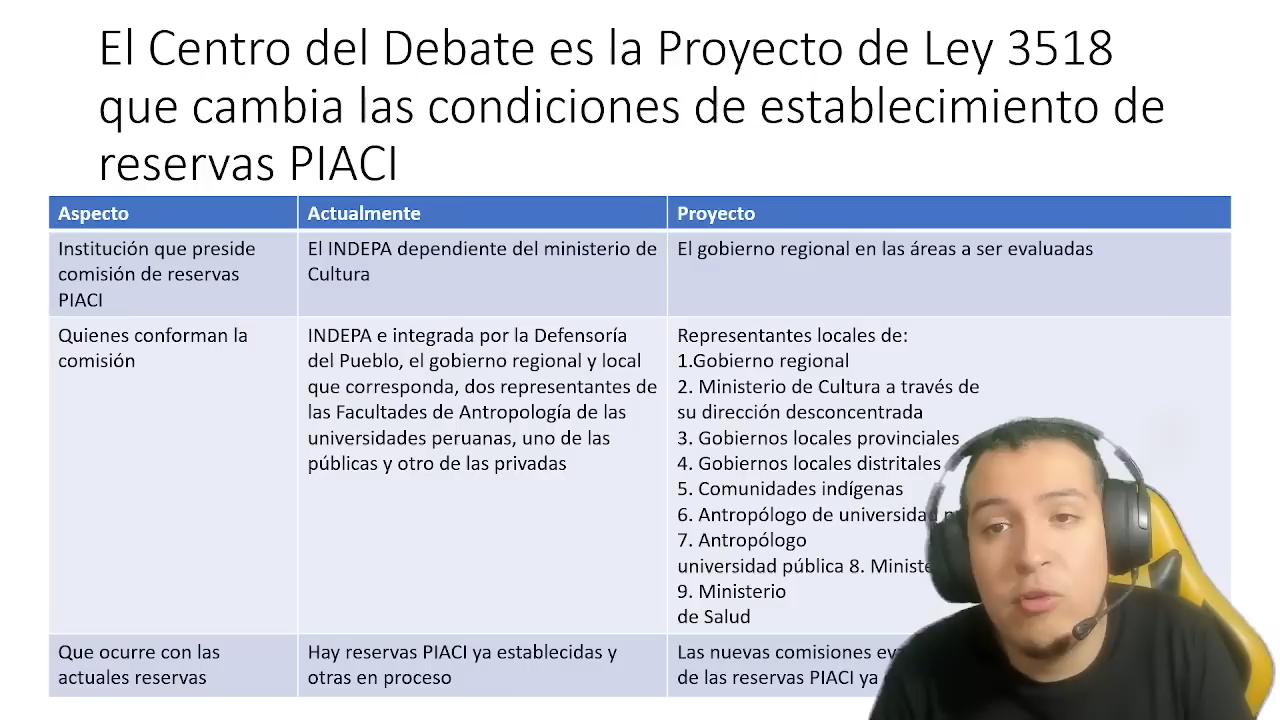 El Centro del Debate es la Proyecto de Ley 3518
que cambia las condiciones de establecimiento de
reservas PIACI
Aspecto
Actualmente
Proyecto
Institución que preside
comisión de reservas
PIACI
El INDEPA dependiente del ministerio de
Cultura
El gobierno regional en las áreas a ser evaluadas
Quienes conforman la
comisión
INDEPA e integrada por la Defensoría
del Pueblo, el gobierno regional y local
que corresponda, dos representantes de
las Facultades de Antropología de las
universidades peruanas, uno de las
públicas y otro de las privadas
Representantes locales de:
1.Gobierno regional
2. Ministerio de Cultura a través de
su dirección desconcentrada
3. Gobiernos locales provinciales
4. Gobiernos locales distritales
5. Comunidades indígenas
6. Antropólogo de universidad
7. Antropólogo
universidad pública 8.
9. Ministerio
de Salud
Que ocurre con las
actuales reservas
Hay reservas PIACI ya establecidas y
otras en proceso
Las nuevas comisiones
de las reservas PIACI ya